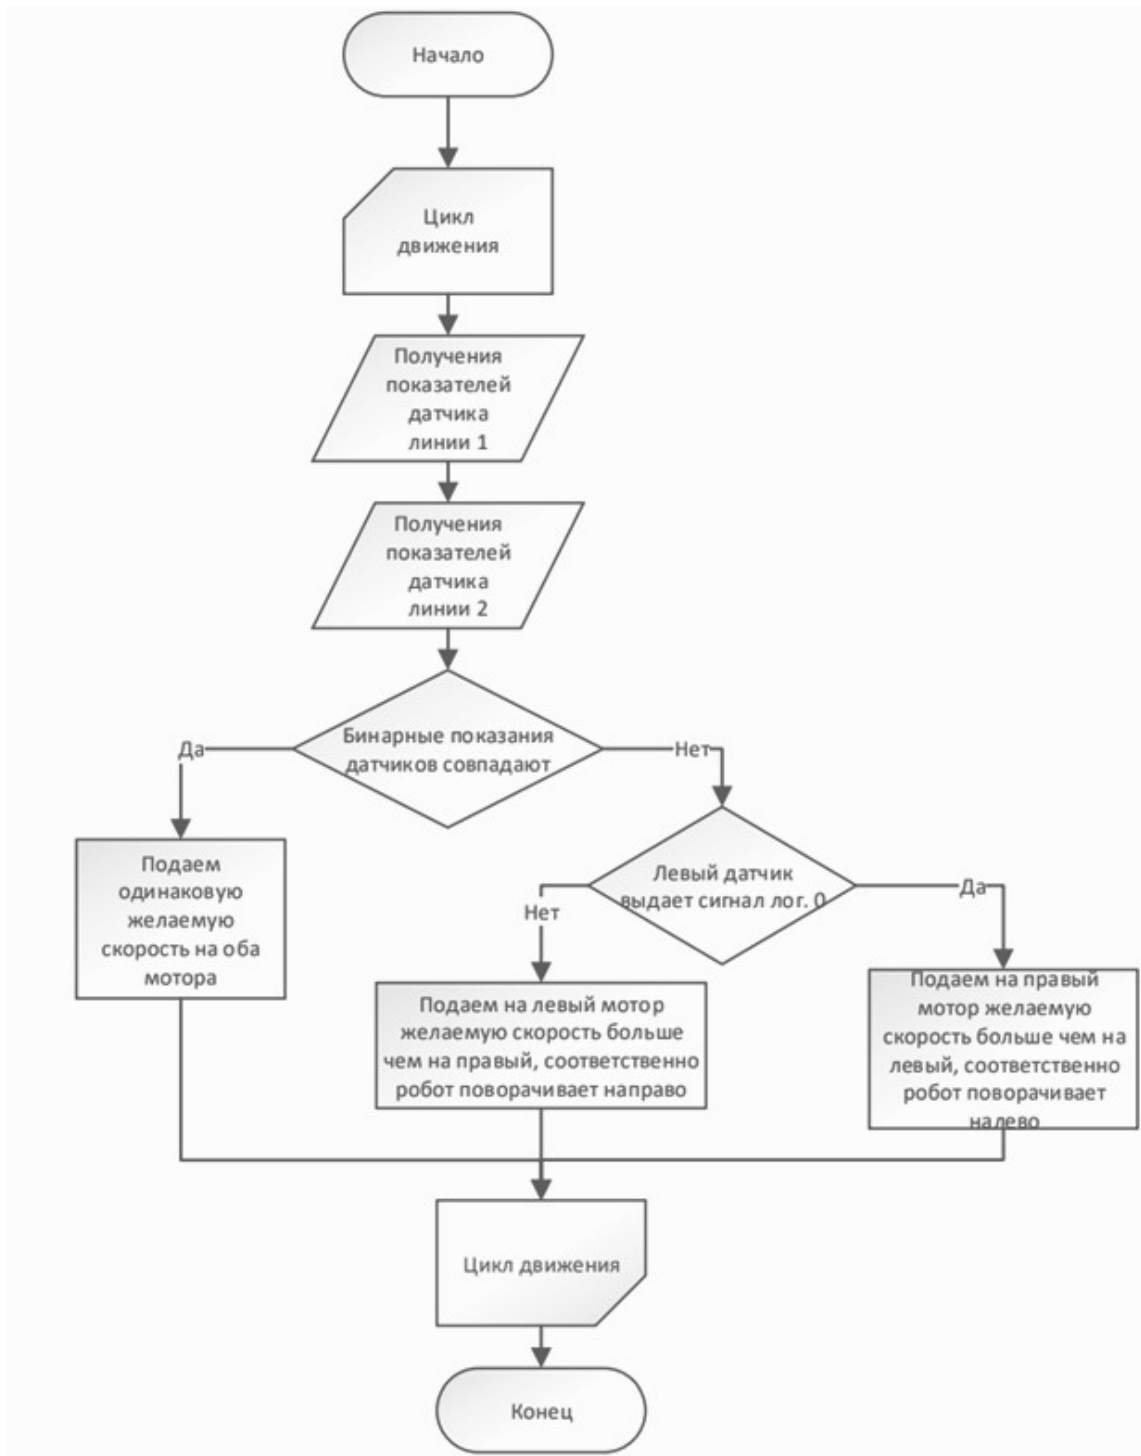 Начало
Цикл
движения
Получения
показателей
датчика
линии 1
Получения
показателей
датчика
линии 2
Бинарные показания
датчиков совпадают
Да
Нет
Подаем
одинаковую
желаемую
скорость на оба
мотора
Левый датчик
выдает сигнал лог. 0
Нет
Да
Подаем на левый мотор
желаемую скорость больше
чем на правый, соответственно
робот поворачивает направо
Подаем на правый
мотор желаемую
скорость больше чем на
левый, соответственно
робот поворачивает
налево
Цикл движения
Конец